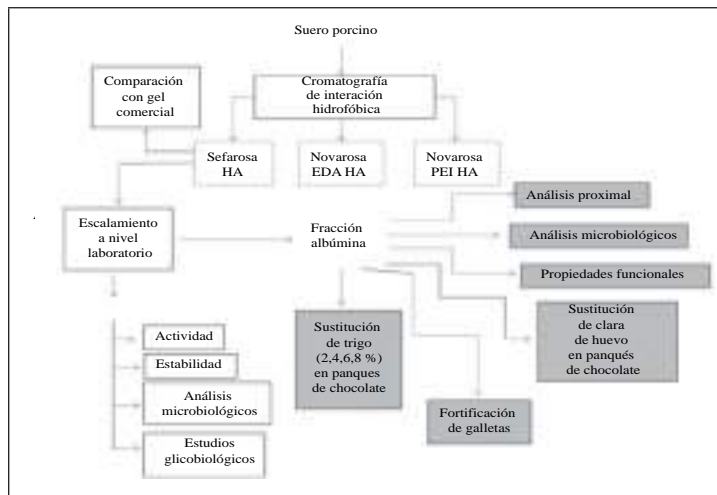 Suero porcino
Comparación
con gel
comercial
Cromatografía
de interación
hidrofóbica
Sefarosa
HA
Novarosa
EDA HA
Novarosa
PEI HA
Escalamiento
a nivel
laboratorio
Fracción
albúmina
Análisis proximal
Análisis microbiológicos
Propiedades funcionales
Sustitución
de clara
de huevo
en panqués
de chocolate
Sustitución
de trigo
(2,4,6,8 %)
en panques
de chocolate
Fortificación
de galletas
Actividad
Estabilidad
Análisis
microbiológicos
Estudios
glicobiológicos